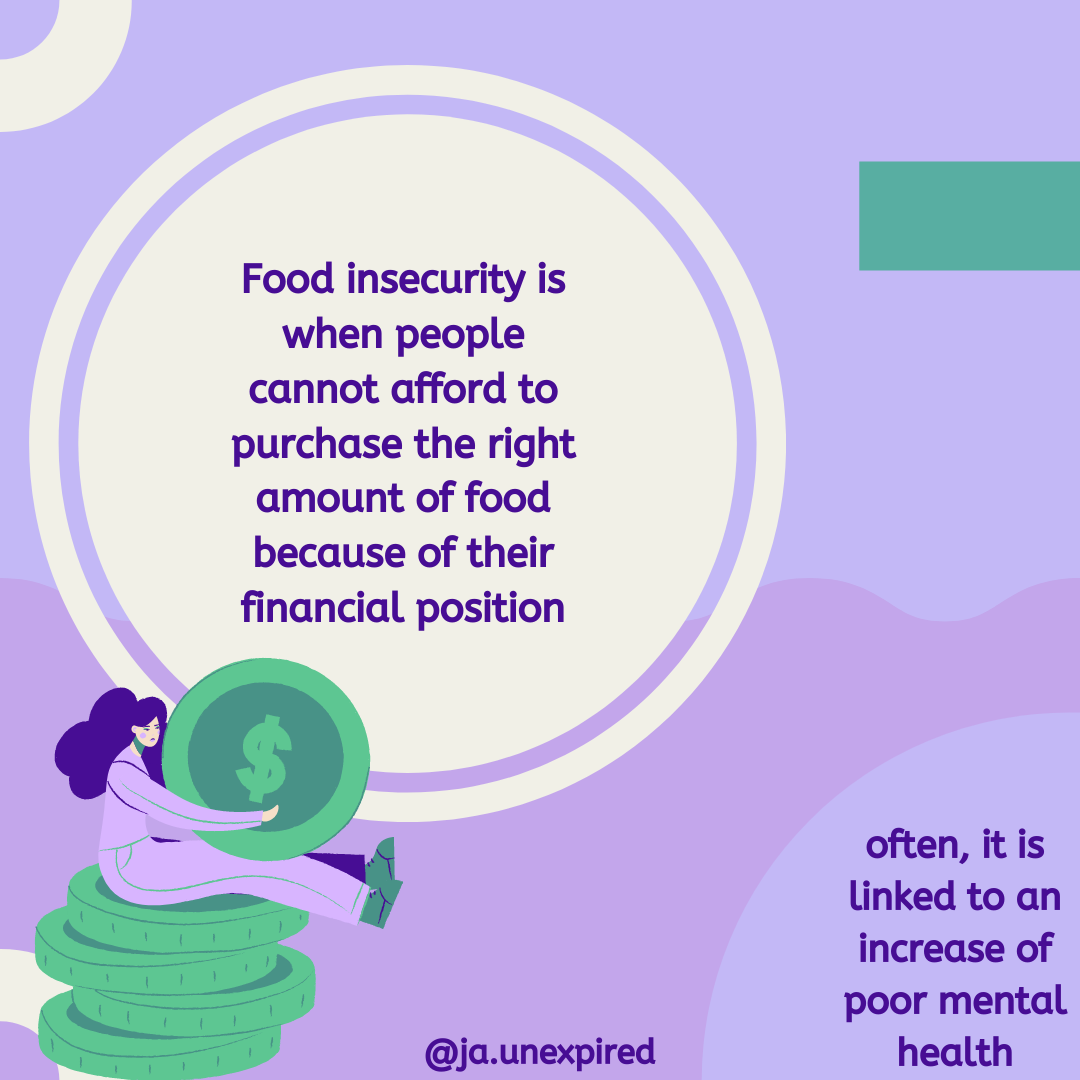 Food insecurity is
when people
cannot afford to
purchase the right
amount of food
because of their
financial position
$
often, it is
linked to an
increase of
poor mental
health
@ja.unexpired